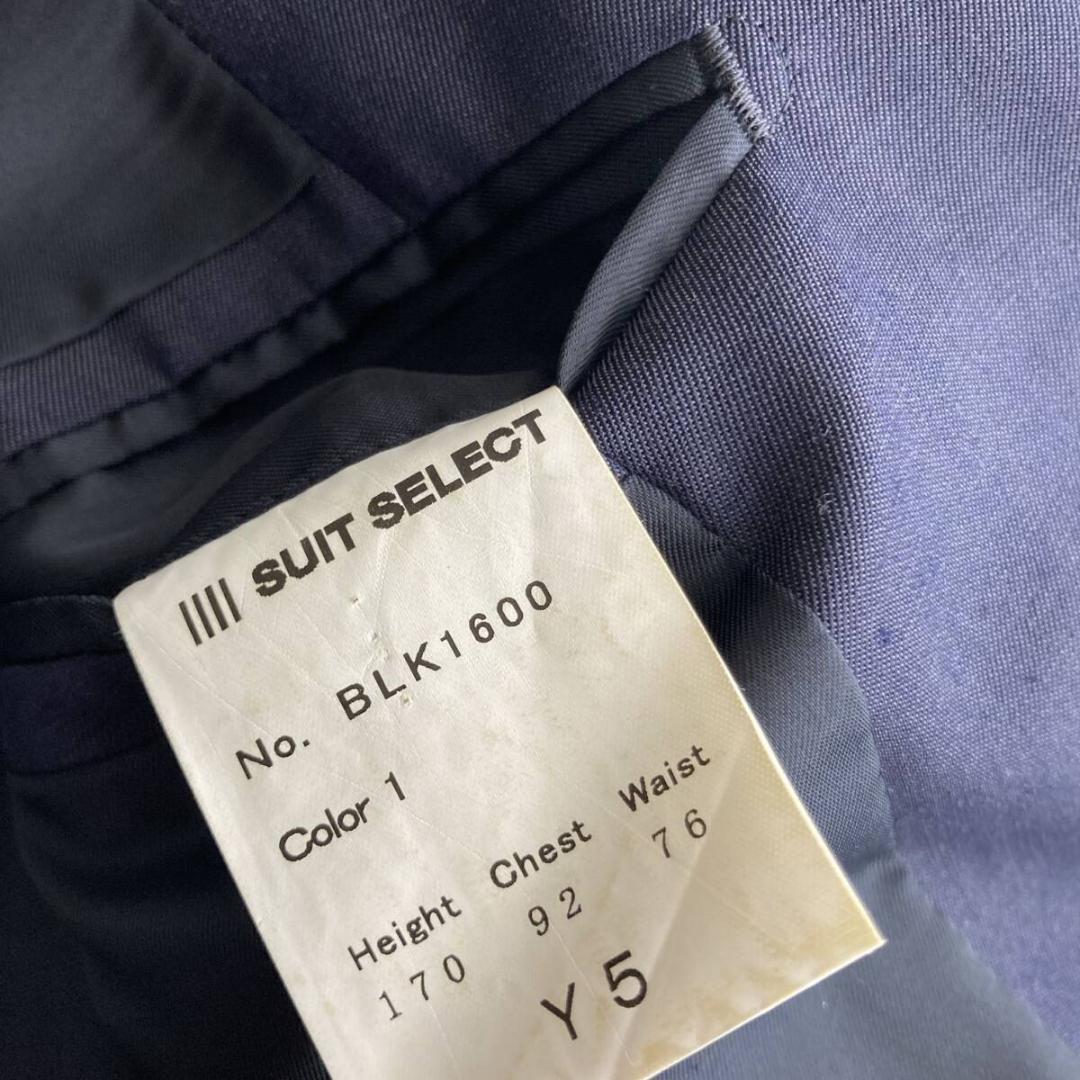 SUIT SELECT
No. BLK1600
Color 1
Height Chest Waist
170 92 76
Y5